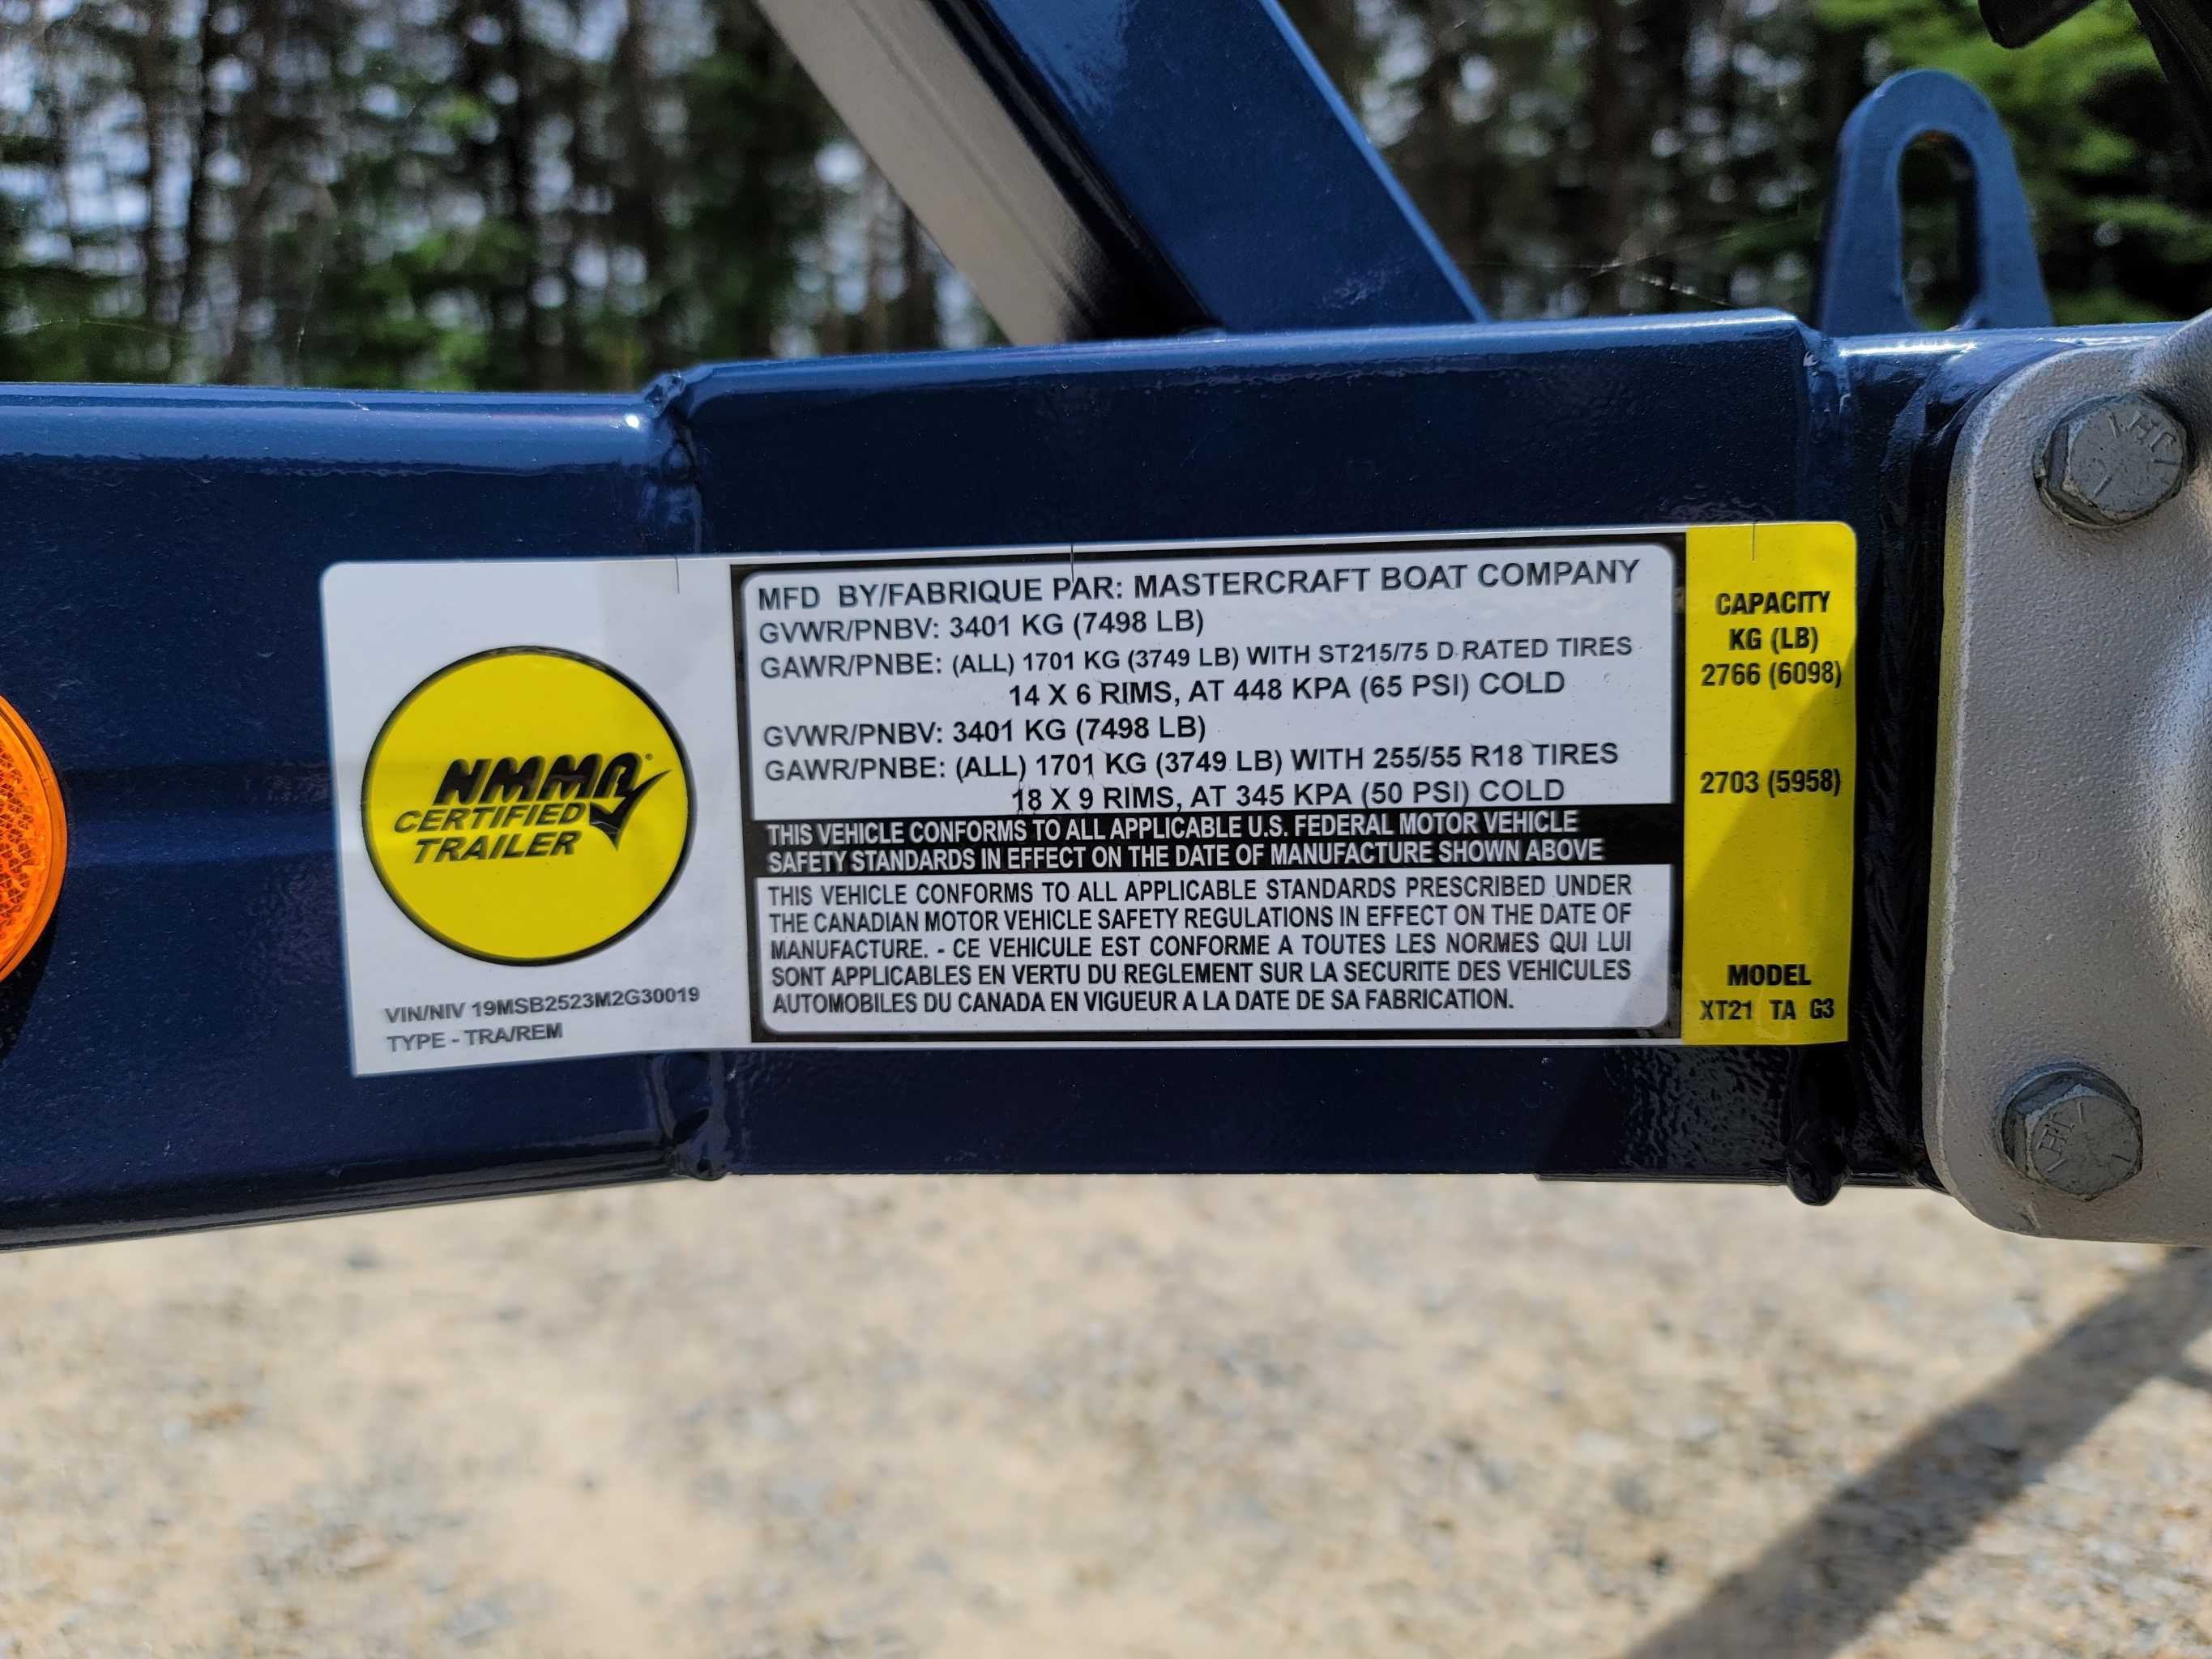 MFD BY/FABRIQUE PAR: MASTERCRAFT BOAT COMPANY
GVWR/PNBV: 3401 KG (7498 LB)
GAWR/PNBE: (ALL) 1701 KG (3749 LB) WITH ST215/75 D RATED TIRES
14 X 6 RIMS, AT 448 KPA (65 PSI) COLD
GVWR/PNBV: 3401 KG (7498 LB)
GAWR/PNBE: (ALL) 1701 KG (3749 LB) WITH 255/55 R18 TIRES
18 X 9 RIMS, AT 345 KPA (50 PSI) COLD
THIS VEHICLE CONFORMS TO ALL APPLICABLE U.S. FEDERAL MOTOR VEHICLE
SAFETY STANDARDS IN EFFECT ON THE DATE OF MANUFACTURE SHOWN ABOVE
THIS VEHICLE CONFORMS TO ALL APPLICABLE STANDARDS PRESCRIBED UNDER
THE CANADIAN MOTOR VEHICLE SAFETY REGULATIONS IN EFFECT ON THE DATE OF
MANUFACTURE. - CE VEHICULE EST CONFORME A TOUTES LES NORMES QUI LUI
SONT APPLICABLES EN VERTU DU REGLEMENT SUR LA SECURITE DES VEHICULES
AUTOMOBILES DU CANADA EN VIGUEUR A LA DATE DE SA FABRICATION.
NMMA®
CERTIFIED
TRAILER
VIN/NIV 19MSB2523M2G30019
TYPE - TRA/REM
CAPACITY
KG (LB)
2766 (6098)
2703 (5958)
MODEL
XT21 TA G3